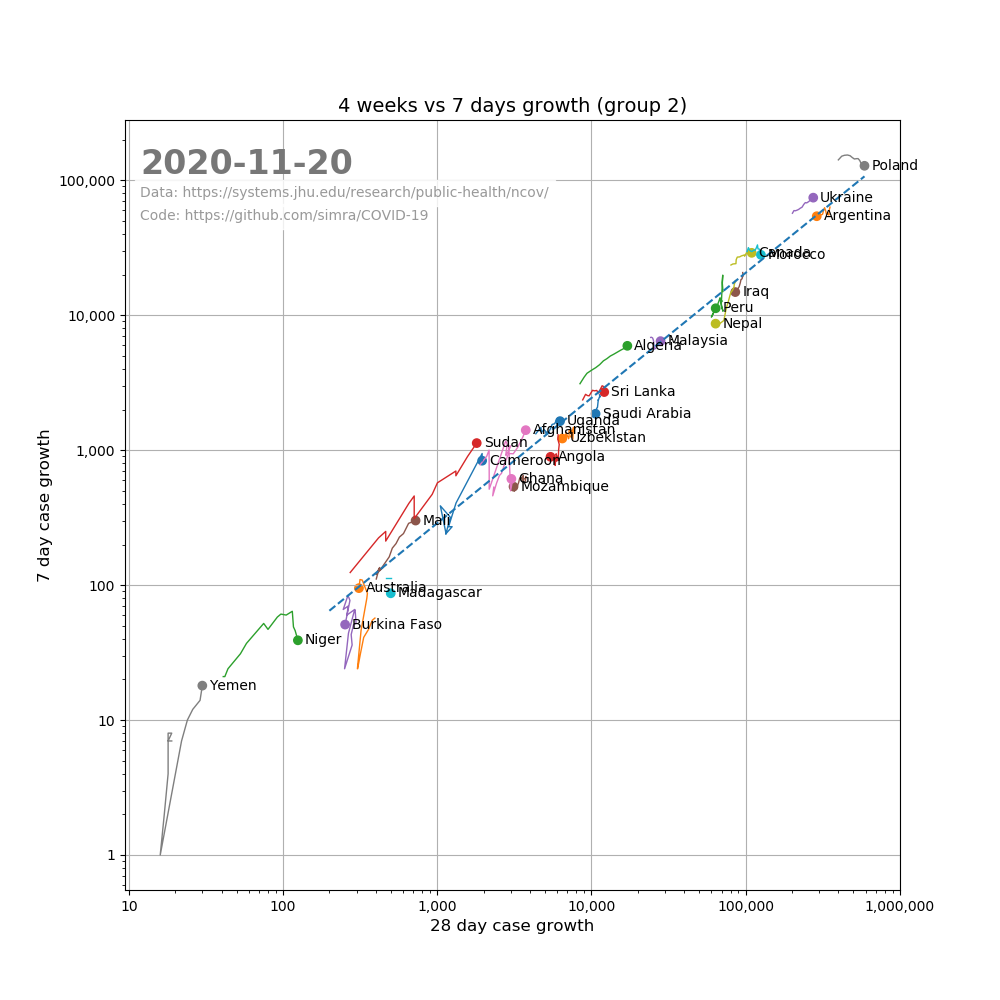 4 weeks vs 7 days growth (group 2)
2020-11-20
Data: https://systems.jhu.edu/research/public-health/ncov/
Code: https://github.com/simra/COVID-19
Poland
Ukraine
Argentina
Canada
Morocco
Iraq
Peru
Nepal
Algeria
Malaysia
Sri Lanka
Saudi Arabia
Uganda
Afghanistan
Uzbekistan
Sudan
Angola
Cameroon
Ghana
Mozambique
Mali
Australia
Madagascar
Burkina Faso
Niger
Yemen
100,000
10,000
1,000
100
10
1
7 day case growth
10
100
1,000
10,000
100,000
1,000,000
28 day case growth